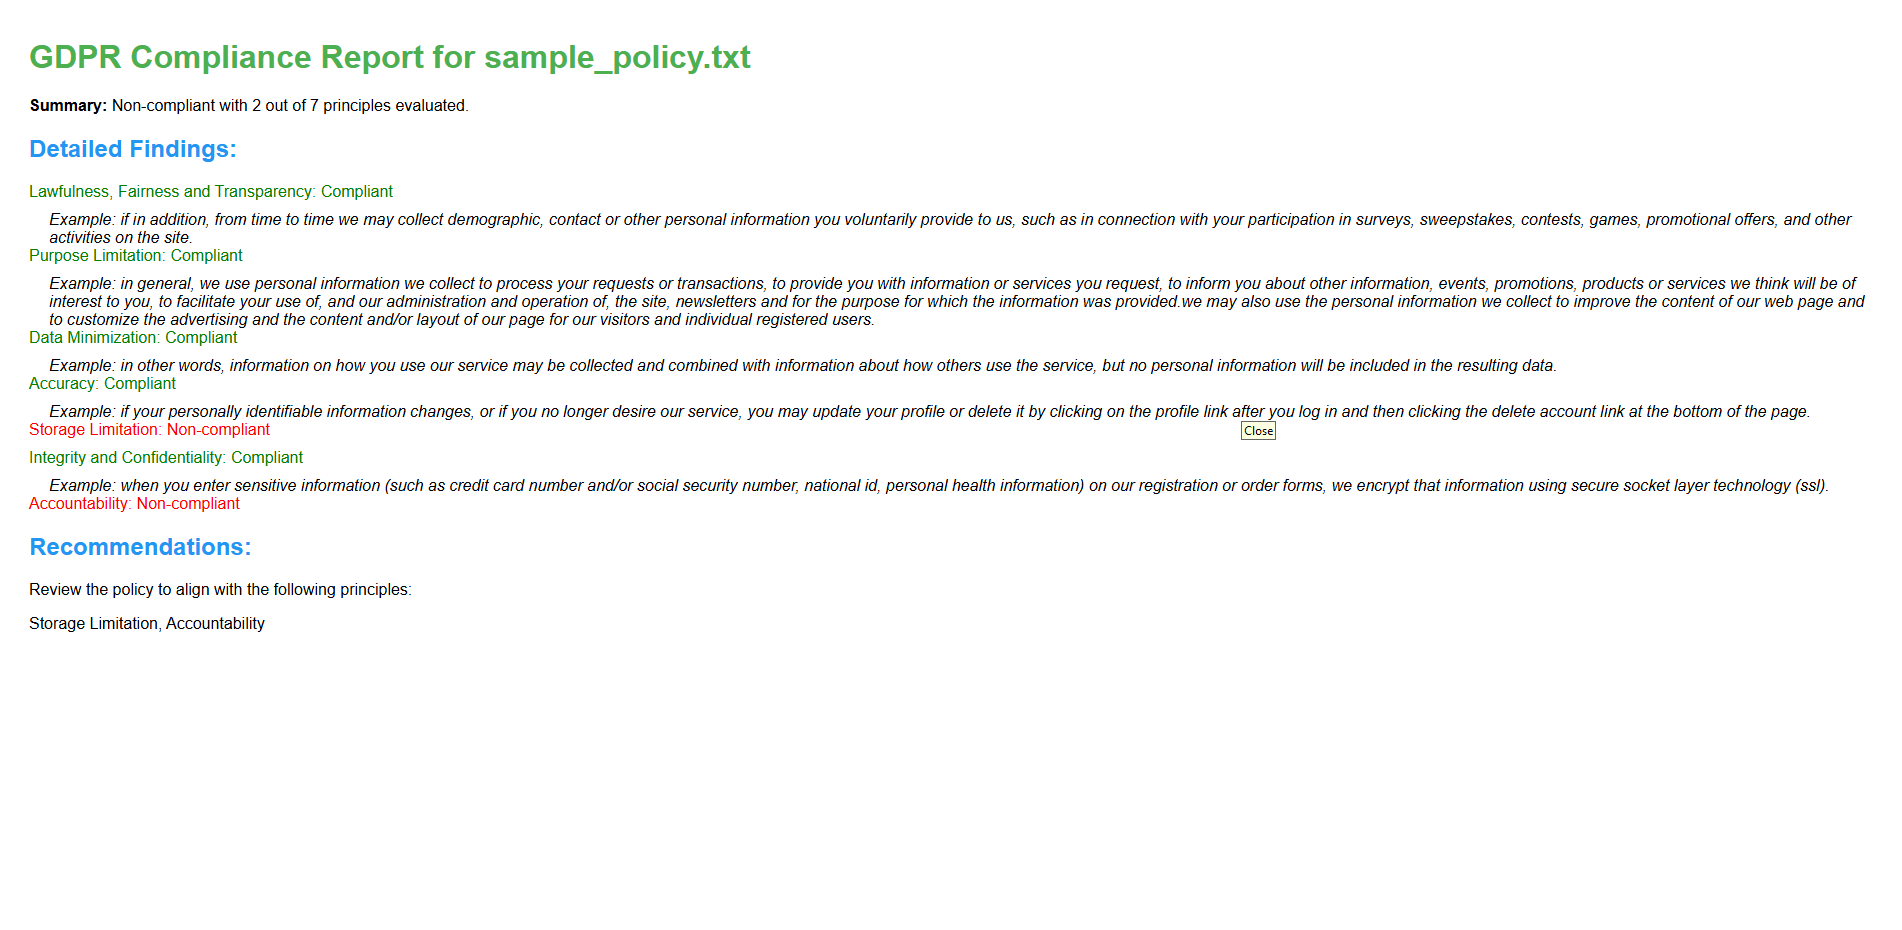 GDPR Compliance Report for sample_policy.txt
Summary: Non-compliant with 2 out of 7 principles evaluated.
Detailed Findings:
Lawfulness, Fairness and Transparency: Compliant
Example: if in addition, from time to time we may collect demographic, contact or other personal information you voluntarily provide to us, such as in connection with your participation in surveys, sweepstakes, contests, games, promotional offers, and other
activities on the site.
Purpose Limitation: Compliant
Example: in general, we use personal information we collect to process your requests or transactions, to provide you with information or services you request, to inform you about other information, events, promotions, products or services we think will be of
interest to you, to facilitate your use of, and our administration and operation of, the site, newsletters and for the purpose for which the information was provided.we may also use the personal information we collect to improve the content of our web page and
to customize the advertising and the content and/or layout of our page for our visitors and individual registered users.
Data Minimization: Compliant
Example: in other words, information on how you use our service may be collected and combined with information about how others use the service, but no personal information will be included in the resulting data.
Accuracy: Compliant
Example: if your personally identifiable information changes, or if you no longer desire our service, you may update your profile or delete it by clicking on the profile link after you log in and then clicking the delete account link at the bottom of the page.
Storage Limitation: Non-compliant
Close
Integrity and Confidentiality: Compliant
Example: when you enter sensitive information (such as credit card number and/or social security number, national id, personal health information) on our registration or order forms, we encrypt that information using secure socket layer technology (ssl).
Accountability: Non-compliant
Recommendations:
Review the policy to align with the following principles:
Storage Limitation, Accountability